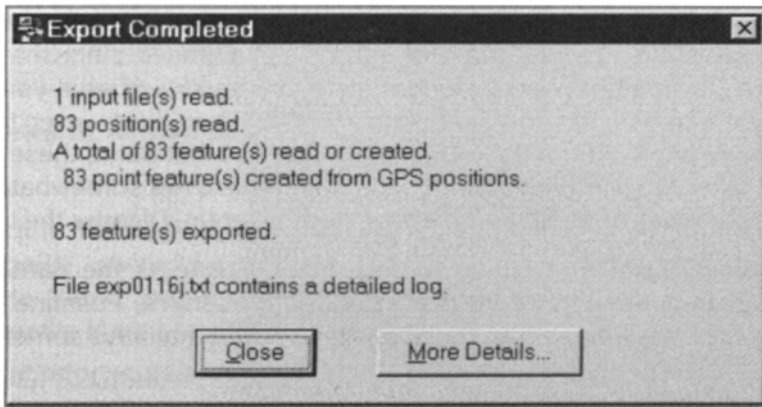 Export Completed
1 input file(s) read.
83 position(s) read.
A total of 83 feature(s) read or created.
83 point feature(s) created from GPS positions.
83 feature(s) exported.
File exp0116j.txt contains a detailed log.
Close
More Details...